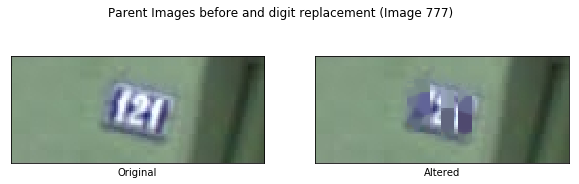 Parent Images before and digit replacement (Image 777)
121
Original
Altered